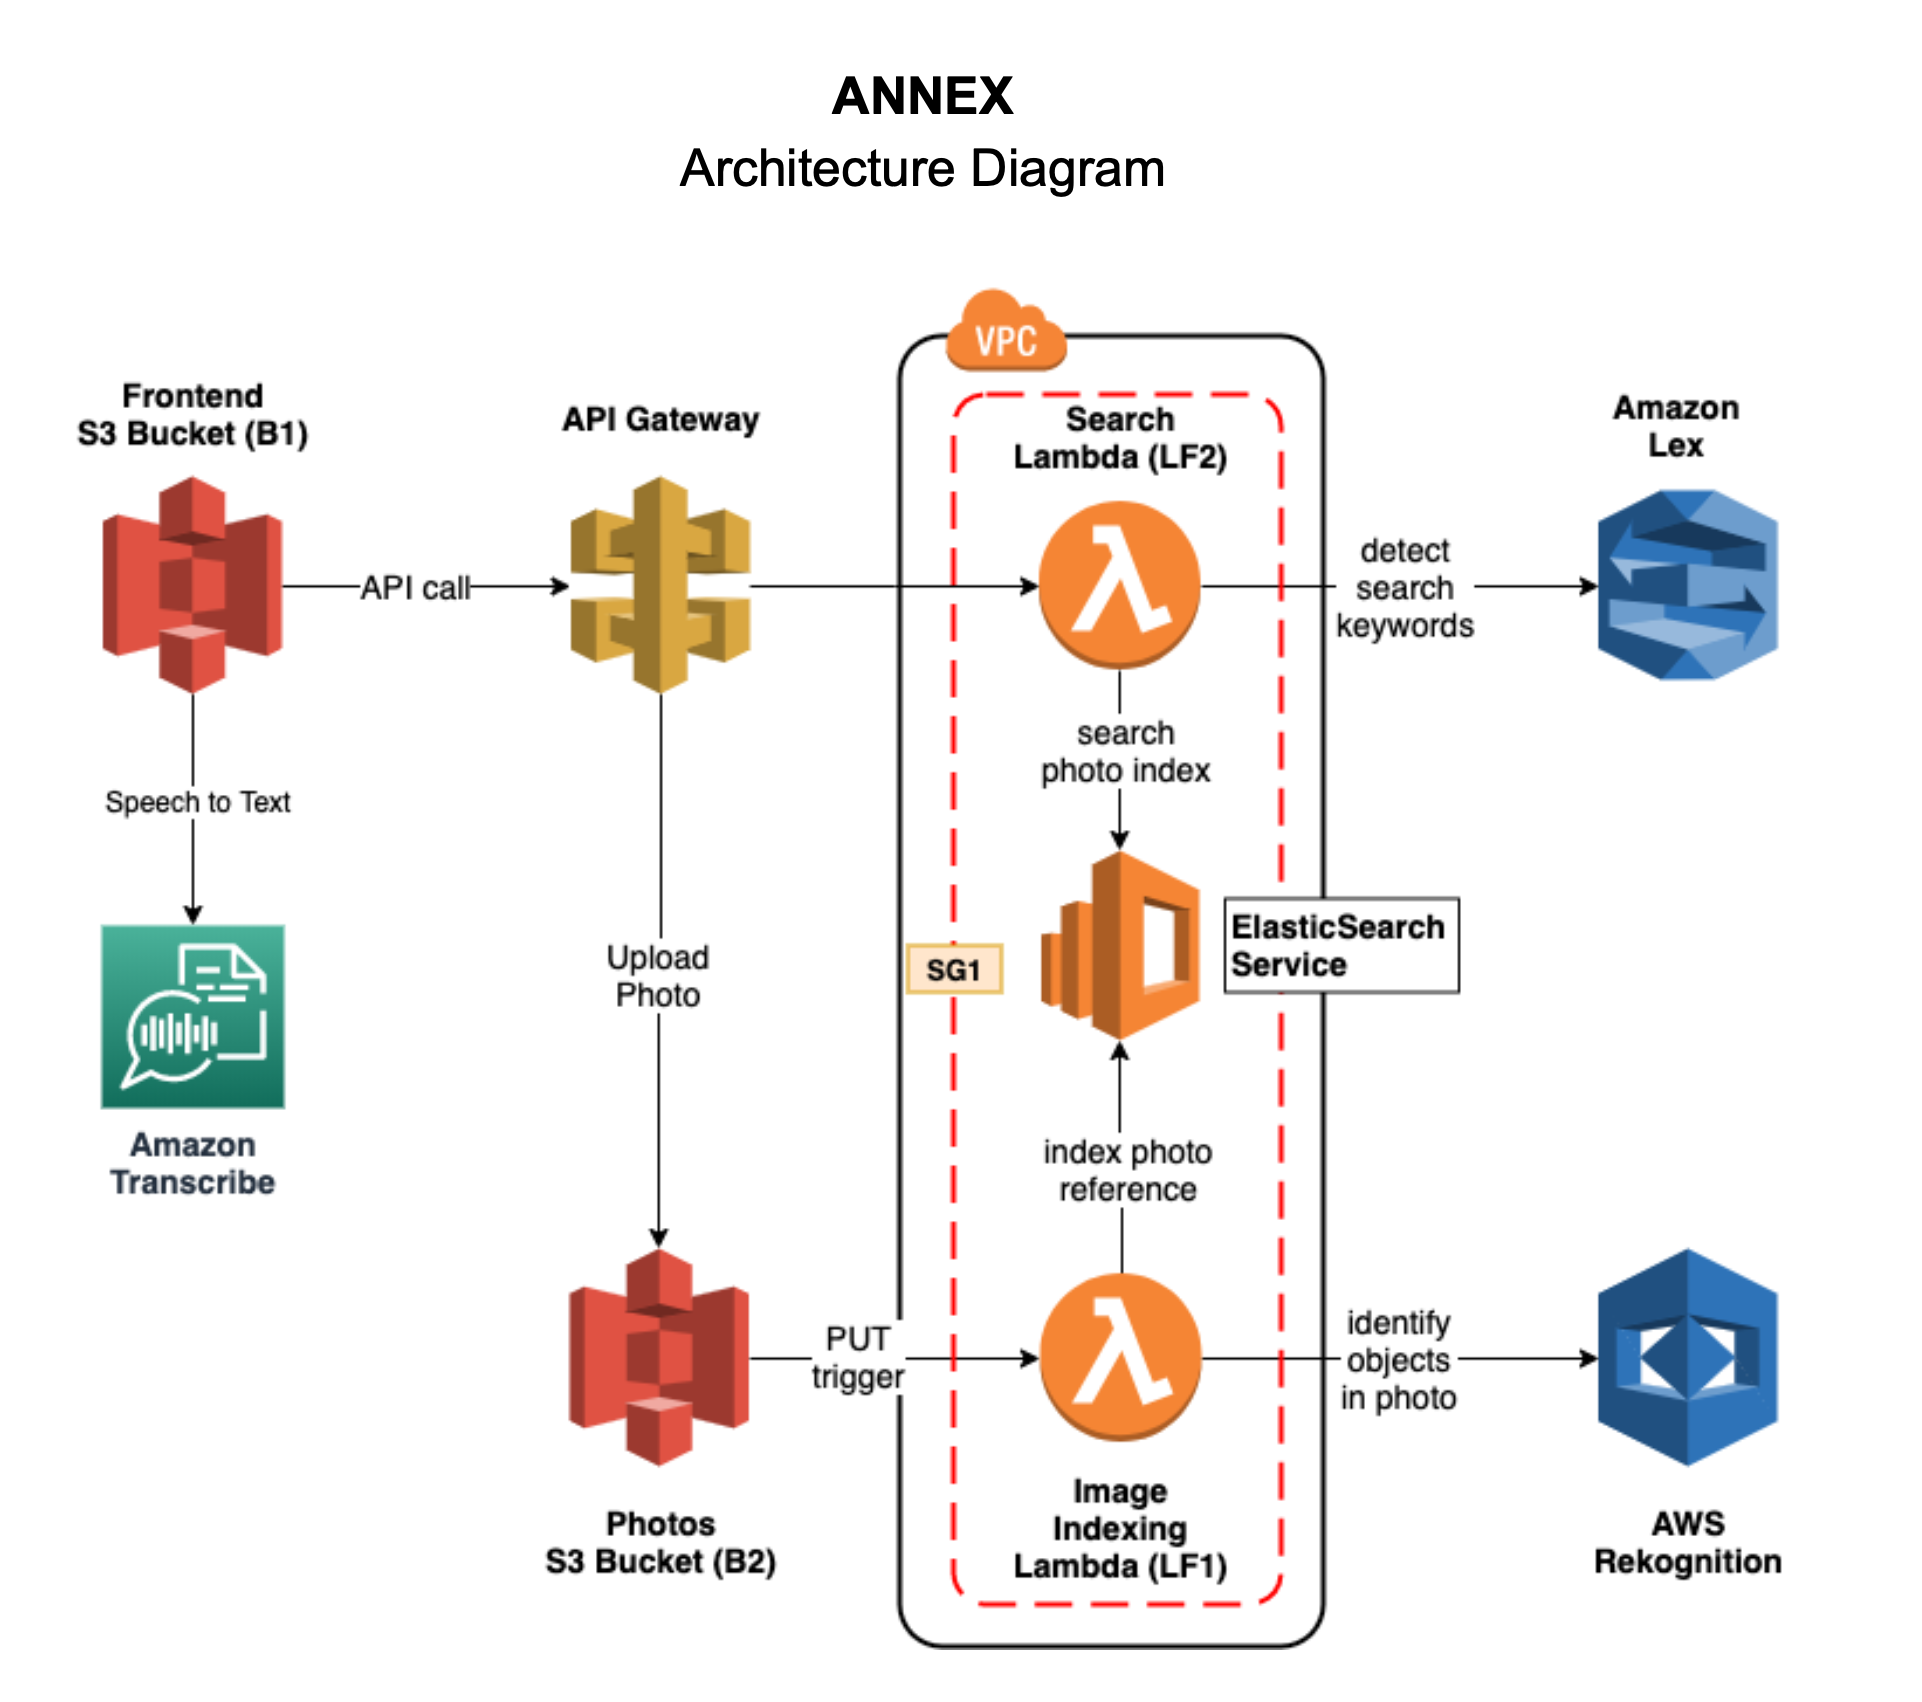 ANNEX
Architecture Diagram
VPC
Frontend
S3 Bucket (B1)
API Gateway
Search
Lambda (LF2)
Amazon
Lex
API call
detect
search
keywords
search
photo index
Speech to Text
Upload
Photo
SG1
ElasticSearch
Service
Amazon
Transcribe
index photo
reference
PUT
trigger
identify
objects
in photo
Photos
S3 Bucket (B2)
Image
Indexing
Lambda (LF1)
AWS
Rekognition